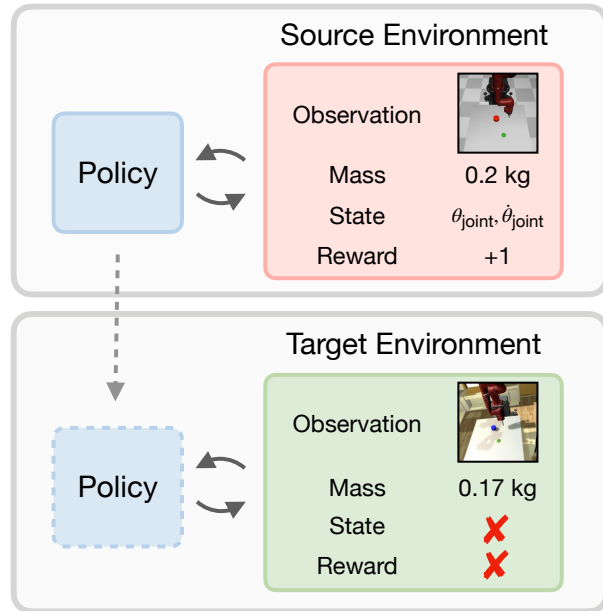 Source Environment
Policy
Observation
Mass 0.2 kg
State θjoint, θ̇joint
Reward +1
Target Environment
Policy
Observation
Mass 0.17 kg
State ✘
Reward ✘